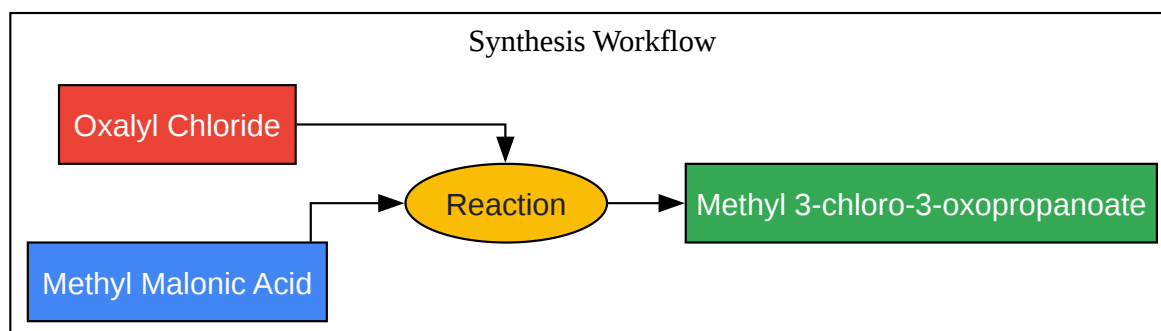 Synthesis Workflow
Oxalyl Chloride
Reaction
Methyl 3-chloro-3-oxopropanoate
Methyl Malonic Acid